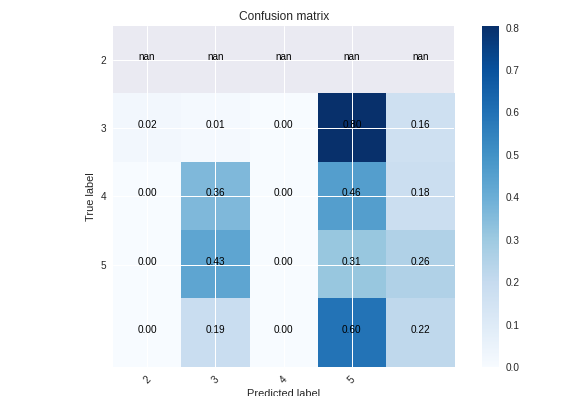 Confusion matrix
2 nan nan nan nan nan
3 0.02 0.01 0.00 0.80 0.16
4 0.00 0.36 0.00 0.46 0.18
5 0.00 0.43 0.00 0.31 0.26
0.00 0.19 0.00 0.60 0.22
2 3 4 5
True label
Predicted label
0.8
0.7
0.6
0.5
0.4
0.3
0.2
0.1
0.0